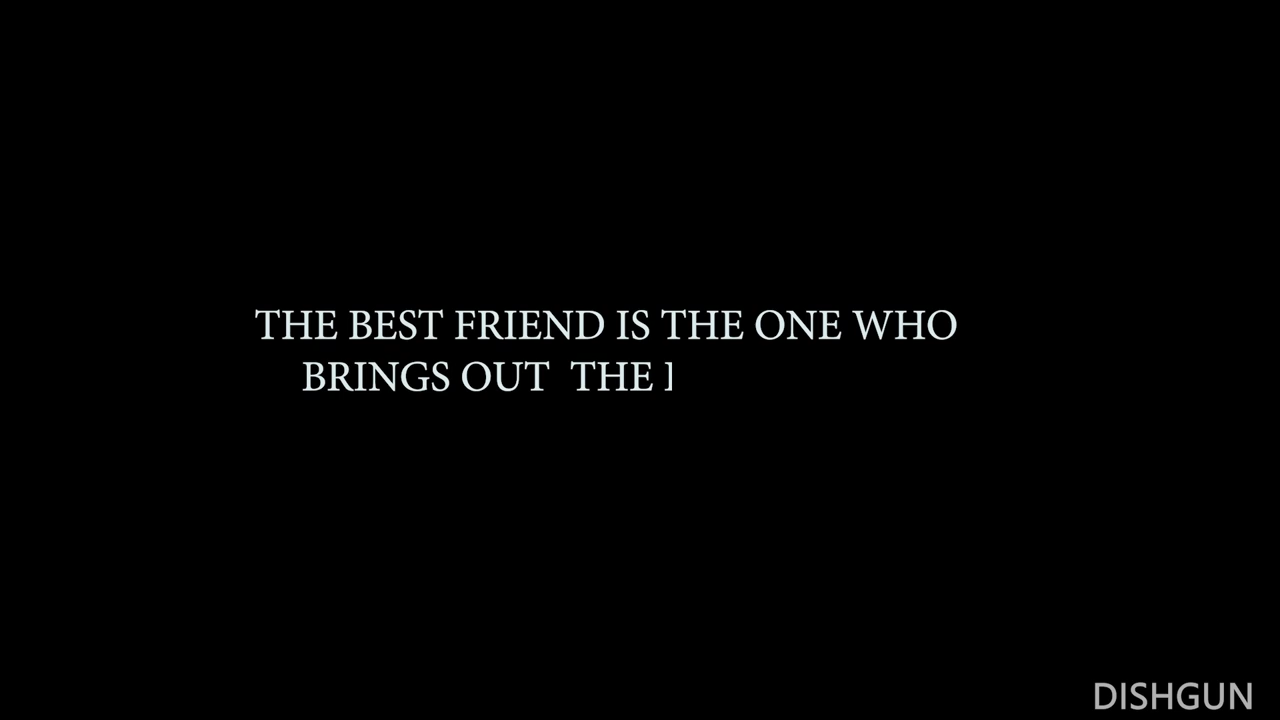 THE BEST FRIEND IS THE ONE WHO
BRINGS OUT THE
DISHGUN